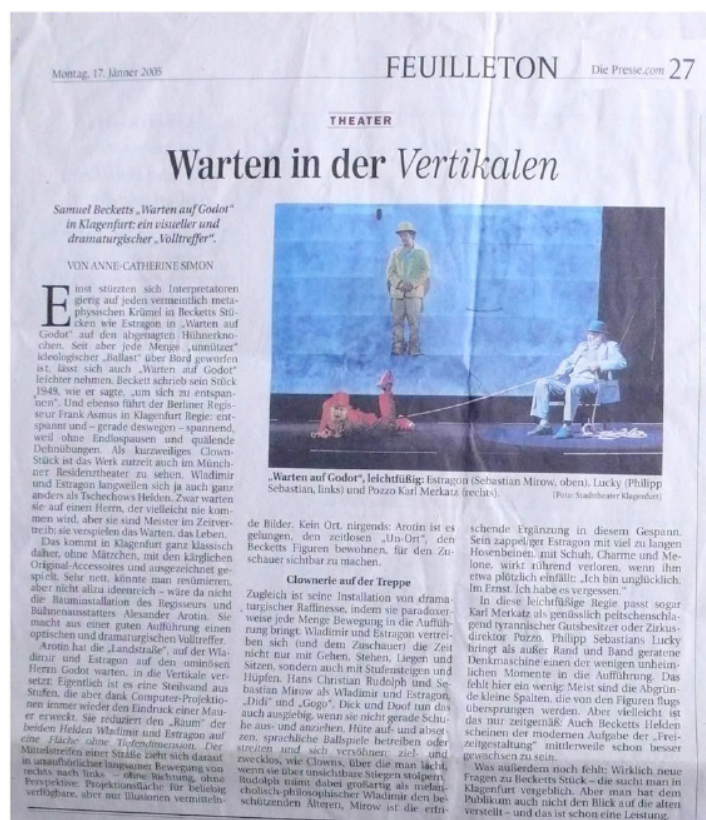 Montag, 17. Jänner 2005
FEUILLETON
Die Presse.com 27
THEATER
Warten in der Vertikalen
Samuel Becketts „Warten auf Godot“
in Klagenfurt: ein visueller und
dramaturgischer „Volltreffer“.
VON ANNE-CATHERINE SIMON
Einst stürzten sich Interpretatoren
gierig auf jeden vermeintlich meta-
physischen Krümel in Becketts Stü-
cken wie Estragon in „Warten auf
Godot“ auf den abgenagten Hühnerkno-
chen. Seit aber jede Menge „unnützer“
ideologischer „Ballast“ über Bord geworfen
ist, lässt sich auch „Warten auf Godot“
leichter nehmen. Beckett schrieb sein Stück
1949, wie er sagte, „um sich zu entspan-
nen“. Und ebenso führt der Berliner Regis-
seur Frank Asmus in Klagenfurt Regie: ent-
spannt und – gerade deswegen – spannend,
weil ohne Endlospausen und quälende
Dehnübungen. Als kurzweiliges Clown-
Stück ist das Werk zurzeit auch im Münch-
ner Residenztheater zu sehen. Wladimir
und Estragon langweilen sich ja auch ganz
anders als Tschechows Helden. Zwar warten
sie auf einen Herrn, der vielleicht nie kom-
men wird, aber sie sind Meister im Zeitver-
treib: sie verspielen das Warten, das Leben.
Das kommt in Klagenfurt ganz klassisch
daher, ohne Mätzchen, mit den kärglichen
Original-Accessoires und ausgezeichnet ge-
spielt. Sehr nett, könnte man resümieren,
aber nicht allzu ideenreich – wäre da nicht
die Rauminstallation des Regisseurs und
Bühnenausstatters Alexander Arotin. Sie
macht aus einer guten Aufführung einen
optischen und dramaturgischen Volltreffer.
Arotin hat die „Landstraße“, auf der Wla-
dimir und Estragon auf den ominösen
Herrn Godot warten, in die Vertikale ver-
setzt: Eigentlich ist es eine Steilwand aus
Stufen, die aber dank Computer-Projektio-
nen immer wieder den Eindruck einer Mau-
er erweckt. Sie reduziert den „Raum“ der
beiden Helden Wladimir und Estragon auf
eine Fläche ohne Tiefendimension. Der
Mittelstreifen einer Straße zieht sich darauf
in unaufhörlicher langsamer Bewegung von
rechts nach links – ohne Richtung, ohne
Perspektive: Projektionsfläche für beliebig
verfügbare, aber nur Illusionen vermitteln-
„Warten auf Godot“, leichtfüßig: Estragon (Sebastian Mirow, oben), Lucky (Philipp
Sebastian, links) und Pozzo Karl Merkatz (rechts).
[Foto: Stadttheater Klagenfurt]
de Bilder. Kein Ort, nirgends: Arotin ist es
gelungen, den zeitlosen „Un-Ort“, den
Becketts Figuren bewohnen, für den Zu-
schauer sichtbar zu machen.
Clownerie auf der Treppe
Zugleich ist seine Installation von drama-
turgischer Raffinesse, indem sie paradoxer-
weise jede Menge Bewegung in die Auffüh-
rung bringt. Wladimir und Estragon vertrei-
ben sich (und dem Zuschauer) die Zeit
nicht nur mit Gehen, Stehen, Liegen und
Sitzen, sondern auch mit Stufensteigen und
Hüpfen. Hans Christian Rudolph und Se-
bastian Mirow als Wladimir und Estragon,
„Didi“ und „Gogo“, Dick und Doof tun das
auch ausgiebig, wenn sie nicht gerade Schu-
he aus- und anziehen, Hüte auf- und abset-
zen, sprachliche Ballspiele betreiben oder
streiten und sich versöhnen: ziel- und
zwecklos, wie Clowns, über die man lacht,
wenn sie über unsichtbare Stiegen stolpern.
Rudolph mimt dabei großartig als melan-
cholisch-philosophischer Wladimir den be-
schützenden Älteren, Mirow ist die erfri-
schende Ergänzung in diesem Gespann.
Sein zappeliger Estragon mit viel zu langen
Hosenbeinen, mit Schuh, Charme und Me-
lone, wirkt rührend verloren, wenn ihm
etwa plötzlich einfällt: „Ich bin unglücklich.
Im Ernst. Ich habe es vergessen.“
In diese leichtfüßige Regie passt sogar
Karl Merkatz als genüsslich peitschenschla-
gend tyrannischer Gutsbesitzer oder Zirkus-
direktor Pozzo. Philipp Sebastians Lucky
bringt als außer Rand und Band geratene
Denkmaschine einen der wenigen unheim-
lichen Momente in die Aufführung. Das
fehlt hier ein wenig: Meist sind die Abgrün-
de kleine Spalten, die von den Figuren flugs
übersprungen werden. Aber vielleicht ist
das nur zeitgemäß: Auch Becketts Helden
scheinen der modernen Aufgabe der „Frei-
zeitgestaltung“ mittlerweile schon besser
gewachsen zu sein.
Was außerdem noch fehlt: Wirklich neue
Fragen zu Becketts Stück – die sucht man in
Klagenfurt vergeblich. Aber man hat dem
Publikum auch nicht den Blick auf die alten
verstellt – und das ist schon eine Leistung.